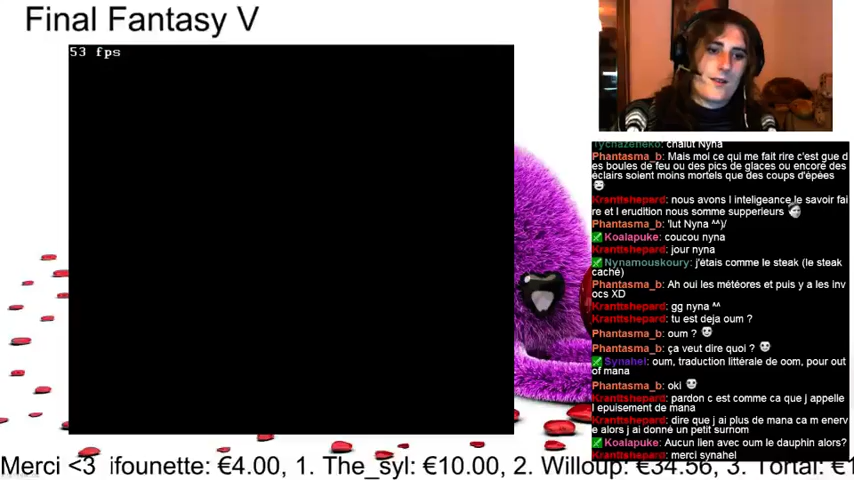 Final Fantasy V
53 fps
Tychazeneko: chalut Nyna
Phantasma_b: Mais moi ce qui me fait rire c'est que d
es boules de feu ou des pics de glaces ou encore des
éclairs soient moins mortels que des coups d'épées
Kranttshepard: nous avons l inteligeance le savoir fai
re et l erudition nous somme supperieurs
Phantasma_b: 'lut Nyna ^^)/
Koalapuke: coucou nyna
Kranttshepard: jour nyna
Nynamouskoury: j'étais comme le steak (le steak
caché)
Phantasma_b: Ah oui les météores et puis y a les inv
ocs XD
Kranttshepard: gg nyna ^^
Kranttshepard: tu est deja oum ?
Phantasma_b: oum ?
Phantasma_b: ça veut dire quoi ?
Synahel: oum, traduction littérale de oom, pour out
of mana
Phantasma_b: oki
Kranttshepard: pardon c est comme ca que j appelle
l epuisement de mana
Kranttshepard: dire que j ai plus de mana ca m enerv
e alors j ai donné un petit surnom
Koalapuke: Aucun lien avec oum le dauphin alors?
Kranttshepard: merci synahel
Merci <3 ifounette: €4.00, 1. The_syl: €10.00, 2. Willoup: €34.56, 3. Tortal: €1